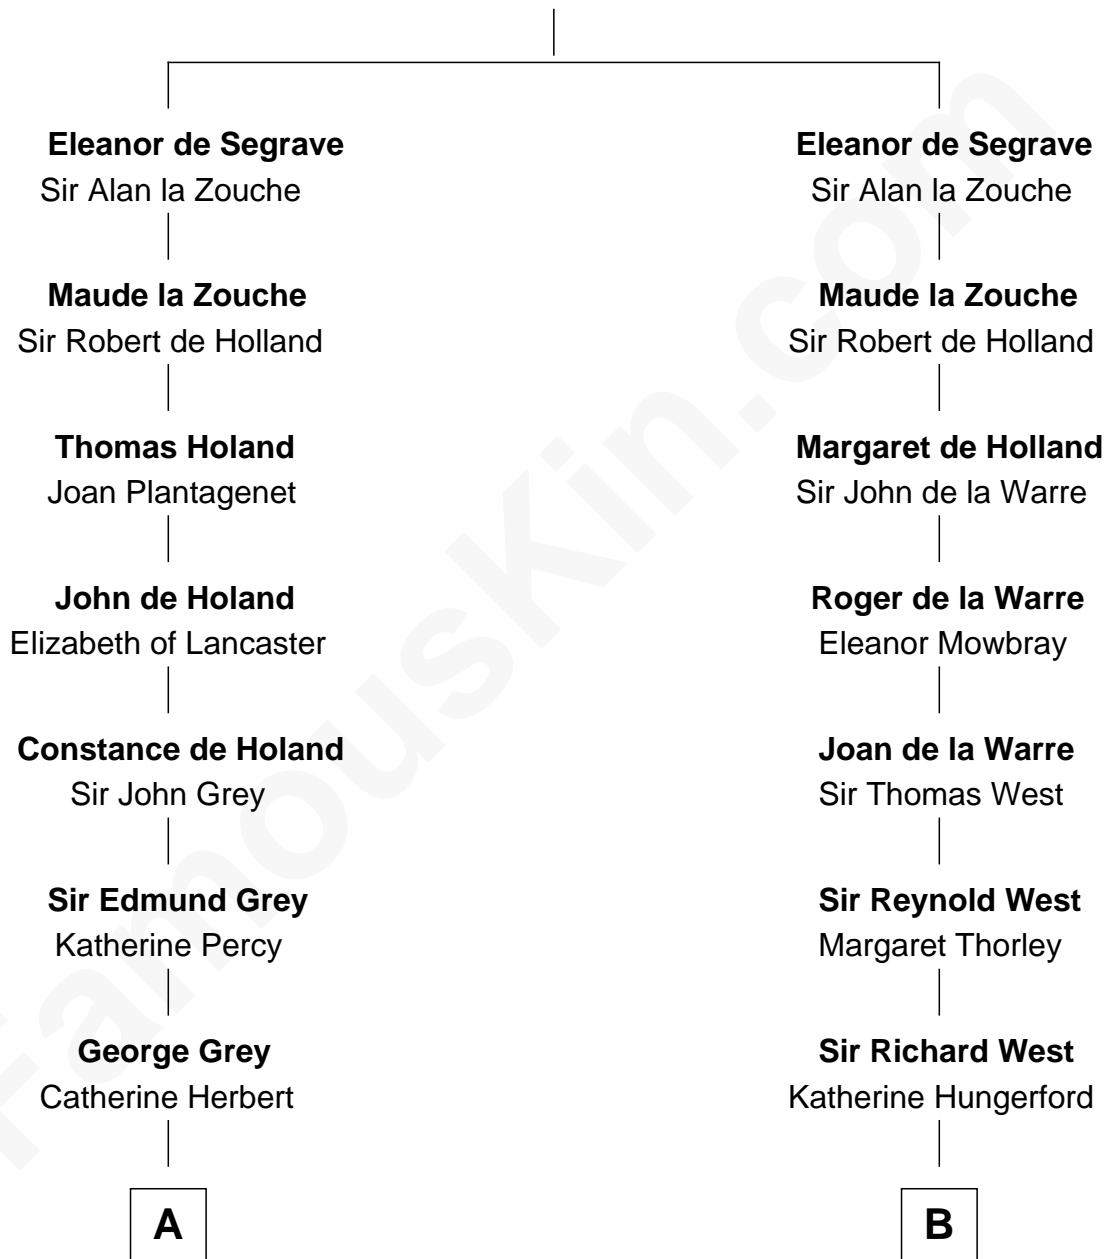 Eleanor de Segrave
Sir Alan la Zouche
Maude la Zouche
Sir Robert de Holland
Thomas Holand
Joan Plantagenet
John de Holand
Elizabeth of Lancaster
Constance de Holand
Sir John Grey
Sir Edmund Grey
Katherine Percy
George Grey
Catherine Herbert
A
Eleanor de Segrave
Sir Alan la Zouche
Maude la Zouche
Sir Robert de Holland
Margaret de Holland
Sir John de la Warre
Roger de la Warre
Eleanor Mowbray
Joan de la Warre
Sir Thomas West
Sir Reynold West
Margaret Thorley
Sir Richard West
Katherine Hungerford
B
FamousKin.com